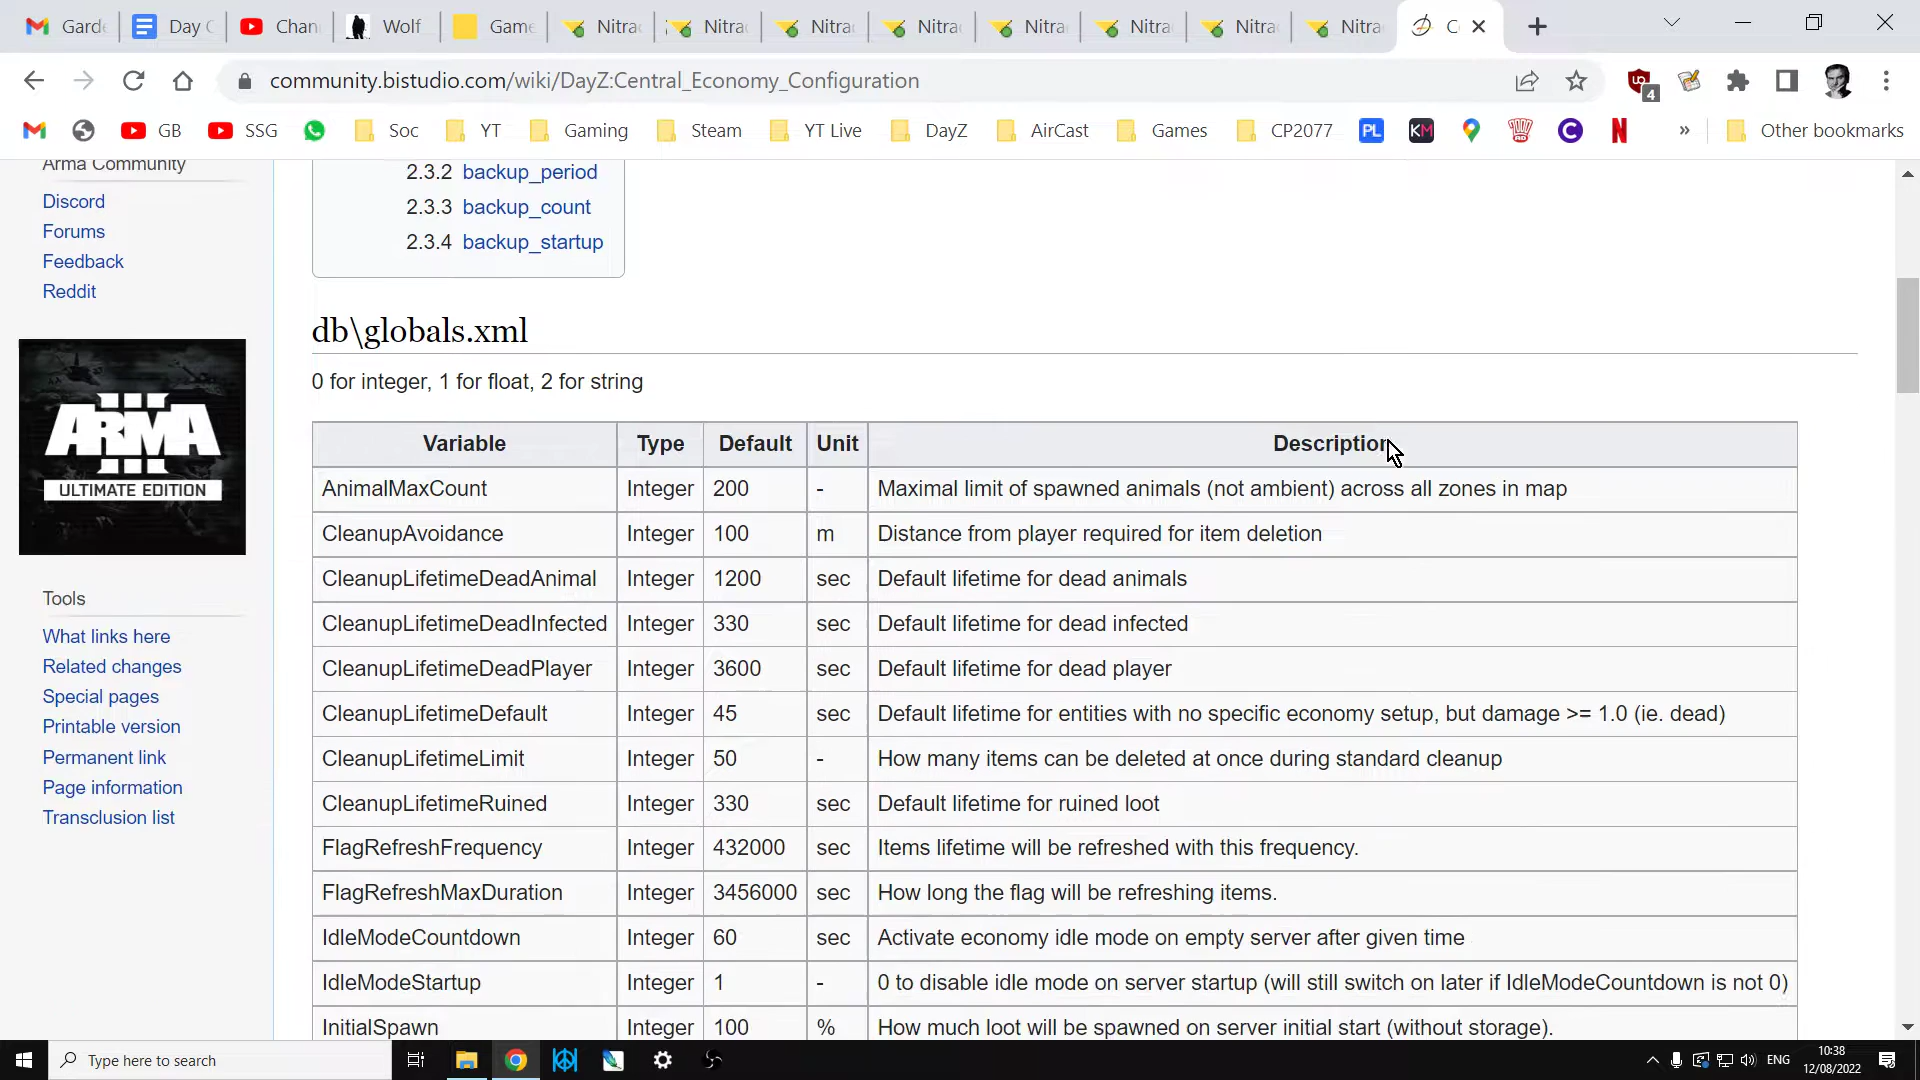 Garde
Day C
Chan
Wolf
Game
Nitrac
Nitrac
Nitra
Nitrac
Nitra
Nitra
Nitra
Nitra
C
community.bistudio.com/wiki/DayZ:Central_Economy_Configuration
4
GB
SSG
Soc
YT
Gaming
Steam
YT Live
DayZ
AirCast
Games
CP2077
PL
KM
C
N
»
Other bookmarks
Arma Community
Discord
Forums
Feedback
Reddit
ARMA
III
ULTIMATE EDITION
Tools
What links here
Related changes
Special pages
Printable version
Permanent link
Page information
Transclusion list
2.3.2 backup_period
2.3.3 backup_count
2.3.4 backup_startup
db\globals.xml
0 for integer, 1 for float, 2 for string
Variable Type Default Unit Description
AnimalMaxCount Integer 200 - Maximal limit of spawned animals (not ambient) across all zones in map
CleanupAvoidance Integer 100 m Distance from player required for item deletion
CleanupLifetimeDeadAnimal Integer 1200 sec Default lifetime for dead animals
CleanupLifetimeDeadInfected Integer 330 sec Default lifetime for dead infected
CleanupLifetimeDeadPlayer Integer 3600 sec Default lifetime for dead player
CleanupLifetimeDefault Integer 45 sec Default lifetime for entities with no specific economy setup, but damage >= 1.0 (ie. dead)
CleanupLifetimeLimit Integer 50 - How many items can be deleted at once during standard cleanup
CleanupLifetimeRuined Integer 330 sec Default lifetime for ruined loot
FlagRefreshFrequency Integer 432000 sec Items lifetime will be refreshed with this frequency.
FlagRefreshMaxDuration Integer 3456000 sec How long the flag will be refreshing items.
IdleModeCountdown Integer 60 sec Activate economy idle mode on empty server after given time
IdleModeStartup Integer 1 - 0 to disable idle mode on server startup (will still switch on later if IdleModeCountdown is not 0)
InitialSpawn Integer 100 % How much loot will be spawned on server initial start (without storage).
Type here to search
ENG
10:38
12/08/2022